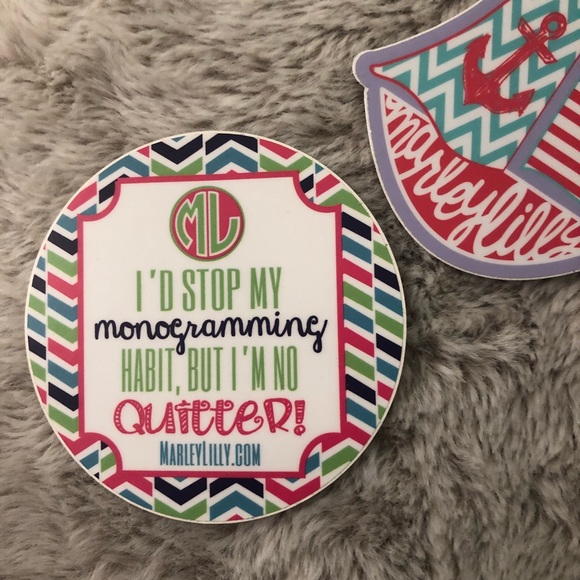 ML
I'D STOP MY
monogramming
HABIT, BUT I'M NO
QUITTER!
MARLEYLILLY.COM
marleylilly